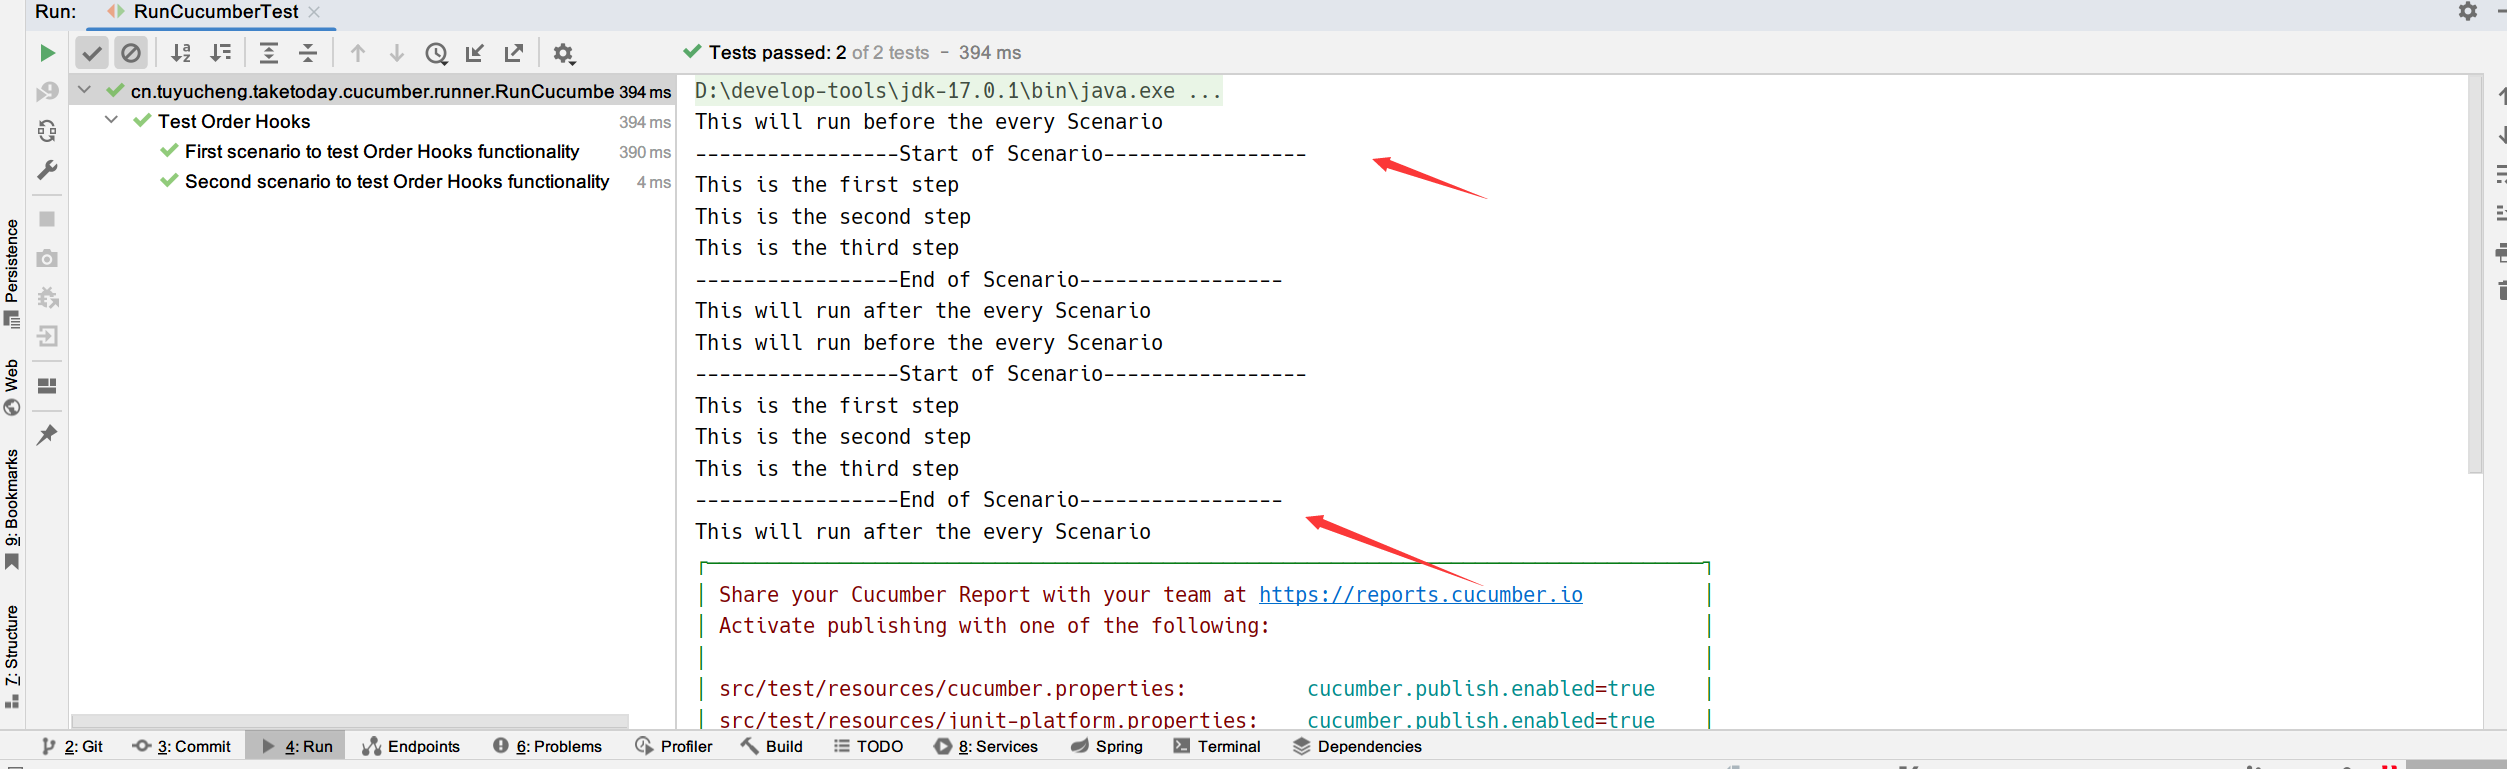 Run: RunCucumberTest
Tests passed: 2 of 2 tests – 394 ms
cn.tuyucheng.taketoday.cucumber.runner.RunCucumbe 394 ms
Test Order Hooks 394 ms
First scenario to test Order Hooks functionality 390 ms
Second scenario to test Order Hooks functionality 4 ms
D:\develop-tools\jdk-17.0.1\bin\java.exe ...
This will run before the every Scenario
-----------------Start of Scenario-----------------
This is the first step
This is the second step
This is the third step
-----------------End of Scenario-----------------
This will run after the every Scenario
This will run before the every Scenario
-----------------Start of Scenario-----------------
This is the first step
This is the second step
This is the third step
-----------------End of Scenario-----------------
This will run after the every Scenario
Share your Cucumber Report with your team at https://reports.cucumber.io
Activate publishing with one of the following:
src/test/resources/cucumber.properties: cucumber.publish.enabled=true
src/test/resources/junit-platform.properties: cucumber.publish.enabled=true
Persistence
Web
9: Bookmarks
7: Structure
2: Git 3: Commit 4: Run Endpoints 6: Problems Profiler Build TODO 8: Services Spring Terminal Dependencies